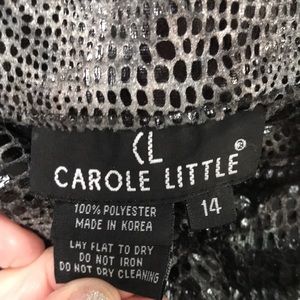 CL
CAROLE LITTLE®
14
100% POLYESTER
MADE IN KOREA
LAY FLAT TO DRY
DO NOT IRON
DO NOT DRY CLEANING